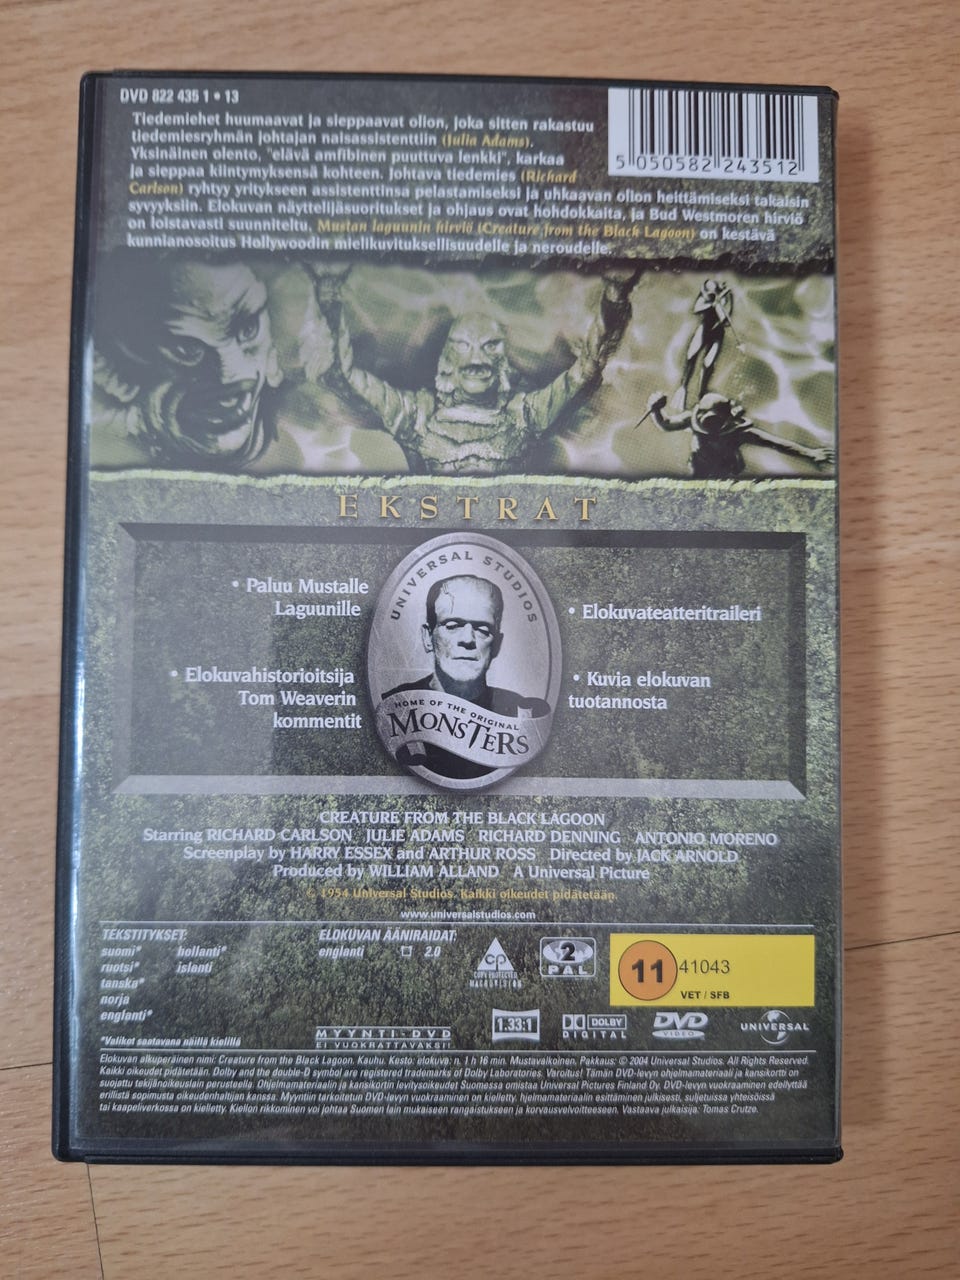 DVD 822 435 1 • 13
Tiedemiehet huumaavat ja sieppaavat olion, joka sitten rakastuu
tiedemiesryhmän johtajan naisassistenttiin (Julia Adams).
Yksinäinen olento, "elävä amfibinen puuttuva lenkki", karkaa
ja sieppaa kiintymyksensä kohteen. Johtava tiedemies (Richard
Carlson) ryhtyy yritykseen assistenttinsa pelastamiseksi ja uhkaavan olion heittämiseksi takaisin
syvyyksiin. Elokuvan näyttelijäsuoritukset ja ohjaus ovat hohdokkaita, ja Bud Westmoren hirviö
on loistavasti suunniteltu. Mustan laguunin hirviö (Creature from the Black Lagoon) on kestävä
kunnianosoitus Hollywoodin mielikuvituksellisuudelle ja neroudelle.
5 050582 243512
EKSTRAT
• Paluu Mustalle
Laguunille
• Elokuvahistorioitsija
Tom Weaverin
kommentit
UNIVERSAL STUDIOS
HOME OF THE ORIGINAL
MONSTERS
• Elokuvateatteritraileri
• Kuvia elokuvan
tuotannosta
CREATURE FROM THE BLACK LAGOON
Starring RICHARD CARLSON JULIE ADAMS RICHARD DENNING ANTONIO MORENO
Screenplay by HARRY ESSEX and ARTHUR ROSS Directed by JACK ARNOLD
Produced by WILLIAM ALLAND A Universal Picture
© 1954 Universal Studios. Kaikki oikeudet pidätetään.
www.universalstudios.com
TEKSTITYKSET:
suomi* hollanti*
ruotsi* islanti
tanska*
norja
englanti*
*Valikot saatavana näillä kielillä
ELOKUVAN ÄÄNIRAIDAT:
englanti 2.0
CP
COPY PROTECTED
MACROVISION
2
PAL
11 41043
VET / SFB
MYYNTI-DVD
EI VUOKRATTAVAKSI
1.33:1
DOLBY
DIGITAL
DVD
VIDEO
UNIVERSAL
Elokuvan alkuperäinen nimi: Creature from the Black Lagoon. Kauhu. Kesto: elokuva: n. 1 h 16 min. Mustavalkoinen. Pakkaus: © 2004 Universal Studios. All Rights Reserved.
Kaikki oikeudet pidätetään. Dolby and the double-D symbol are registered trademarks of Dolby Laboratories. Varoitus! Tämän DVD-levyn ohjelmamateriaali ja kansikortti on
suojattu tekijänoikeuslain perusteella. Ohjelmamateriaalin ja kansikortin levitysoikeudet Suomessa omistaa Universal Pictures Finland Oy. DVD-levyn vuokraaminen edellyttää
erillistä sopimusta oikeudenhaltijan kanssa. Myyntiin tarkoitetun DVD-levyn vuokraaminen on kielletty. hjelmamateriaalin esittäminen julkisesti, suljetuissa yhteisöissä
tai kaapeliverkossa on kielletty. Kiellon rikkominen voi johtaa Suomen lain mukaiseen rangaistukseen ja korvausvelvoitteeseen. Vastaava julkaisija: Tomas Crutze.